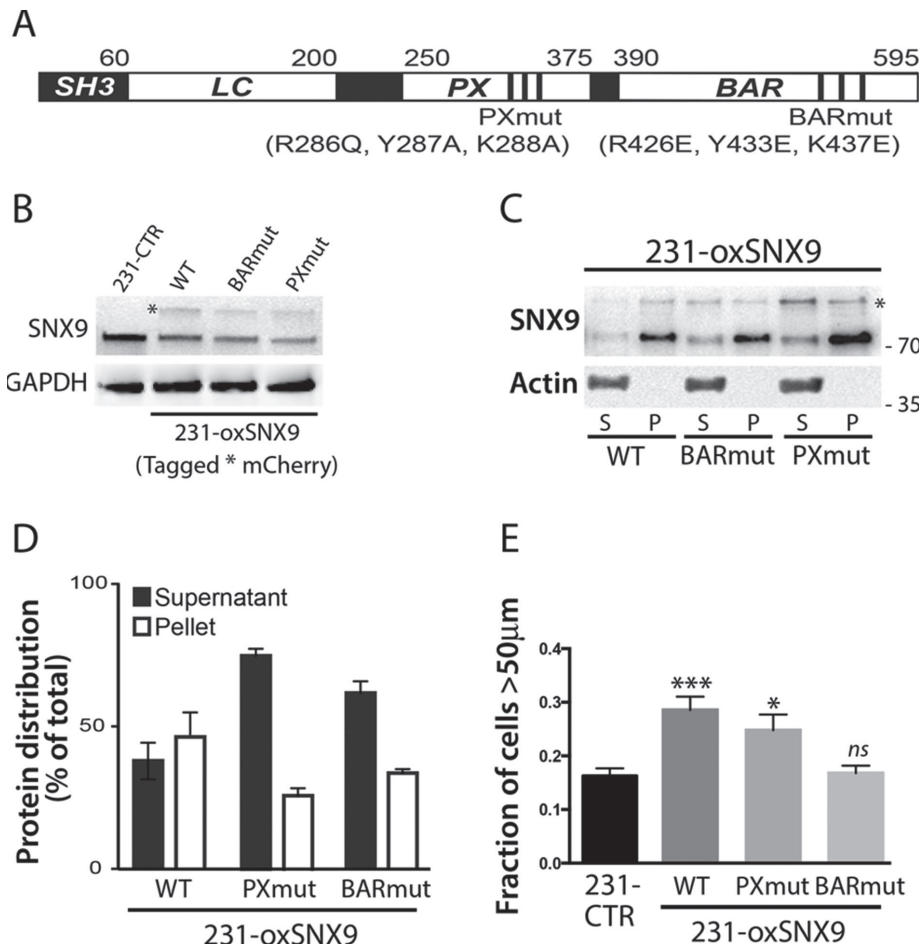 A
60 200 250 375 390 595
SH3 LC PX BAR
PXmut BARmut
(R286Q, Y287A, K288A) (R426E, Y433E, K437E)
B
231-CTR WT BARmut PXmut
*
SNX9
GAPDH
231-oxSNX9
(Tagged * mCherry)
C
231-oxSNX9
SNX9 *
- 70
Actin
- 35
S P S P S P
WT BARmut PXmut
D
Protein distribution
(% of total)
100
50
0
Supernatant
Pellet
WT PXmut BARmut
231-oxSNX9
E
Fraction of cells >50μm
0.4
0.3
0.2
0.1
0.0
*** * ns
231-
CTR
WT PXmut BARmut
231-oxSNX9